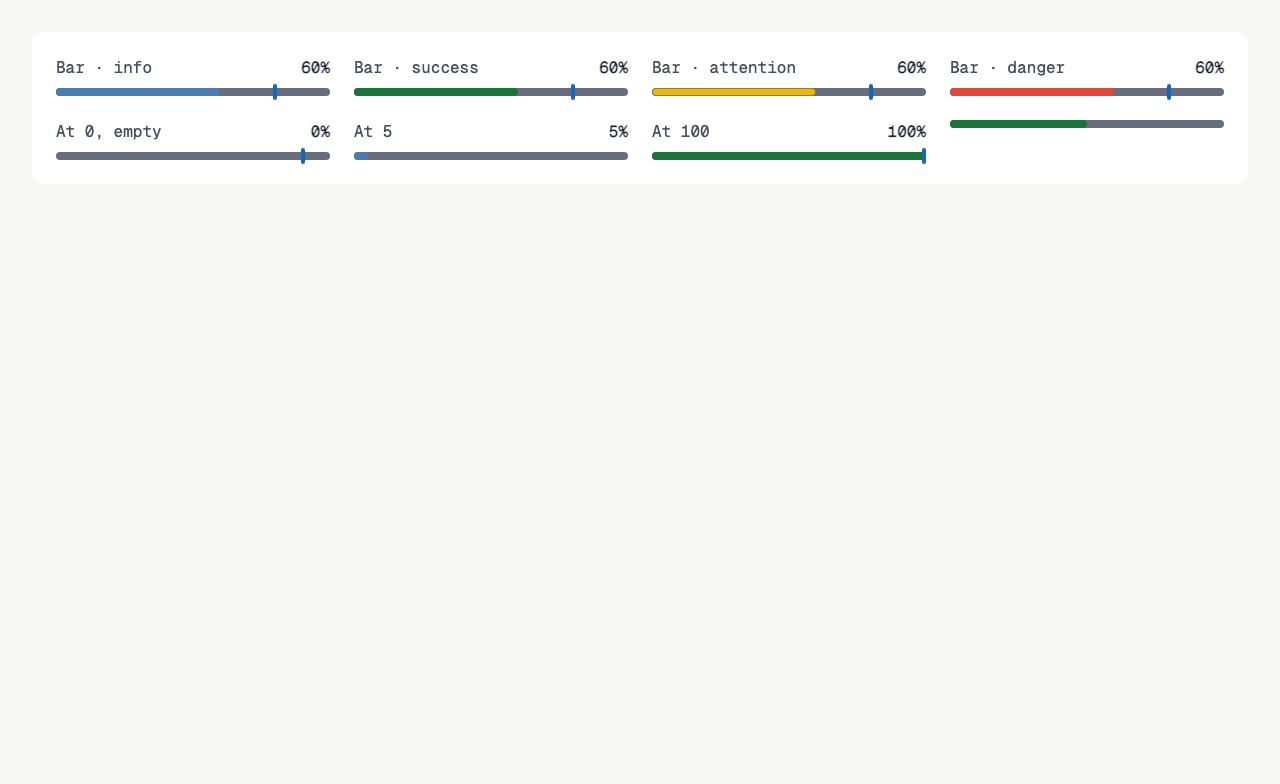 Bar · info 60%
Bar · success 60%
Bar · attention 60%
Bar · danger 60%
At 0, empty 0%
At 5 5%
At 100 100%